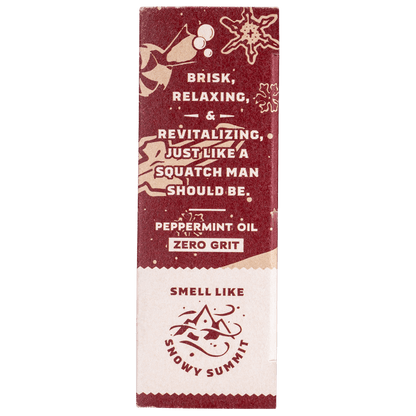 BRISK,
RELAXING,
&
REVITALIZING,
JUST LIKE A
SQUATCH MAN
SHOULD BE.
PEPPERMINT OIL
ZERO GRIT
SMELL LIKE
SNOWY SUMMIT